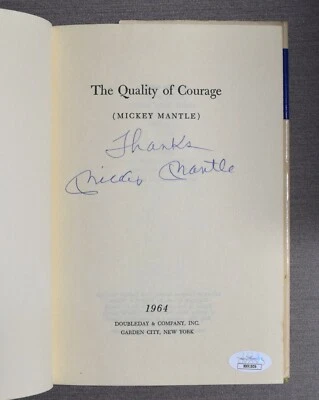 The Quality of Courage
(MICKEY MANTLE)
Thanks
Mickey Mantle
1964
DOUBLEDAY & COMPANY, INC.
GARDEN CITY, NEW YORK